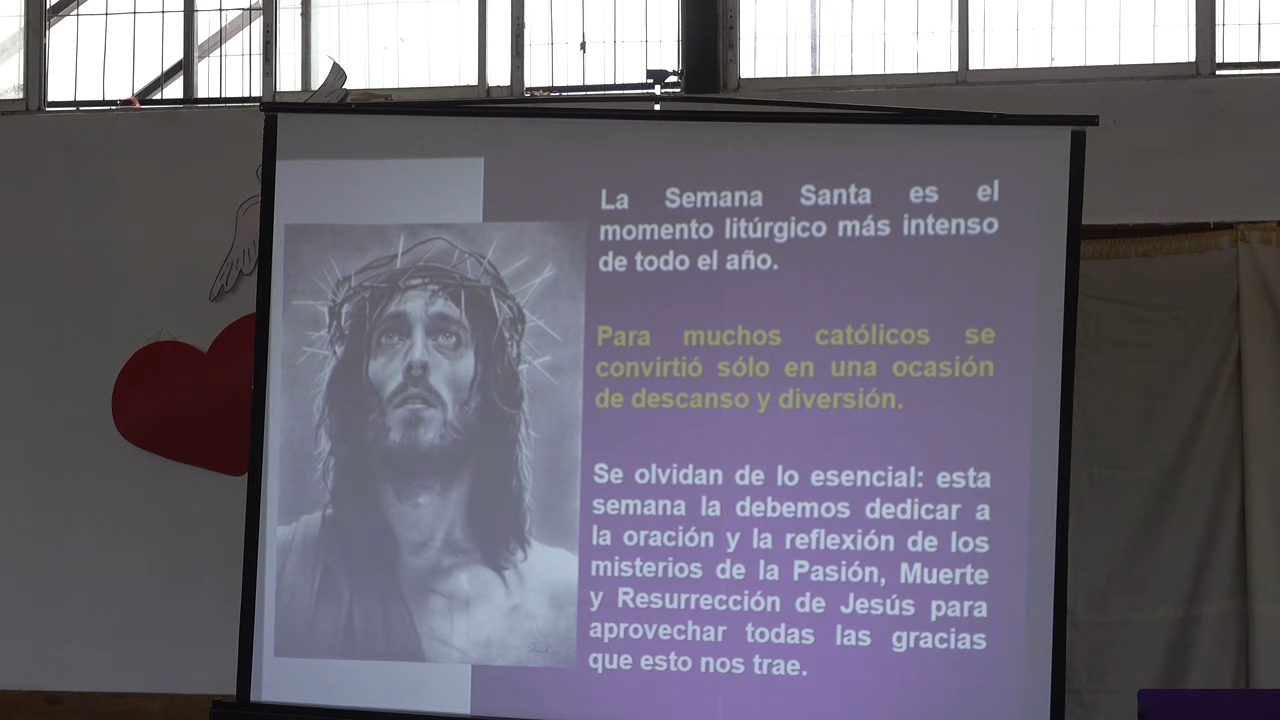 La Semana Santa es el
momento litúrgico más intenso
de todo el año.
Para muchos católicos se
convirtió sólo en una ocasión
de descanso y diversión.
Se olvidan de lo esencial: esta
semana la debemos dedicar a
la oración y la reflexión de los
misterios de la Pasión, Muerte
y Resurrección de Jesús para
aprovechar todas las gracias
que esto nos trae.